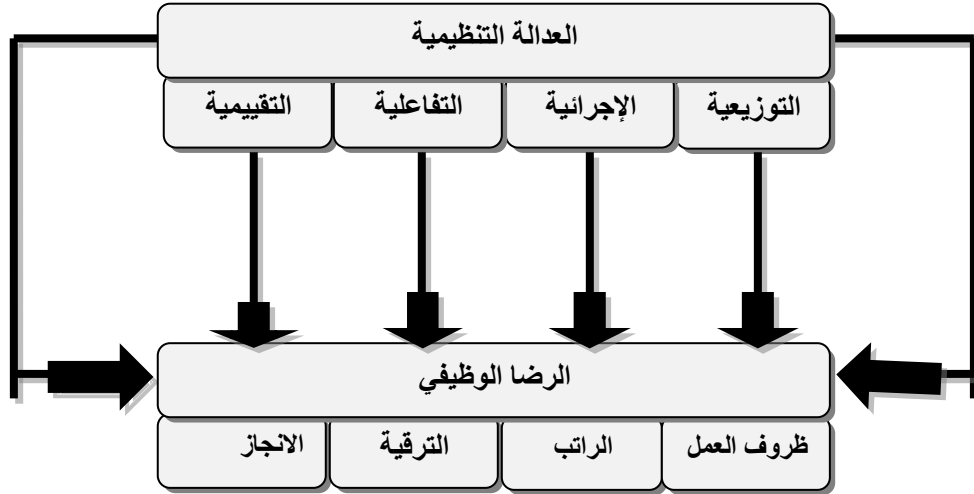 العدالة التنظيمية
التوزيعية الإجرائية التفاعلية التقييمية
الرضا الوظيفي
ظروف العمل الراتب الترقية الانجاز